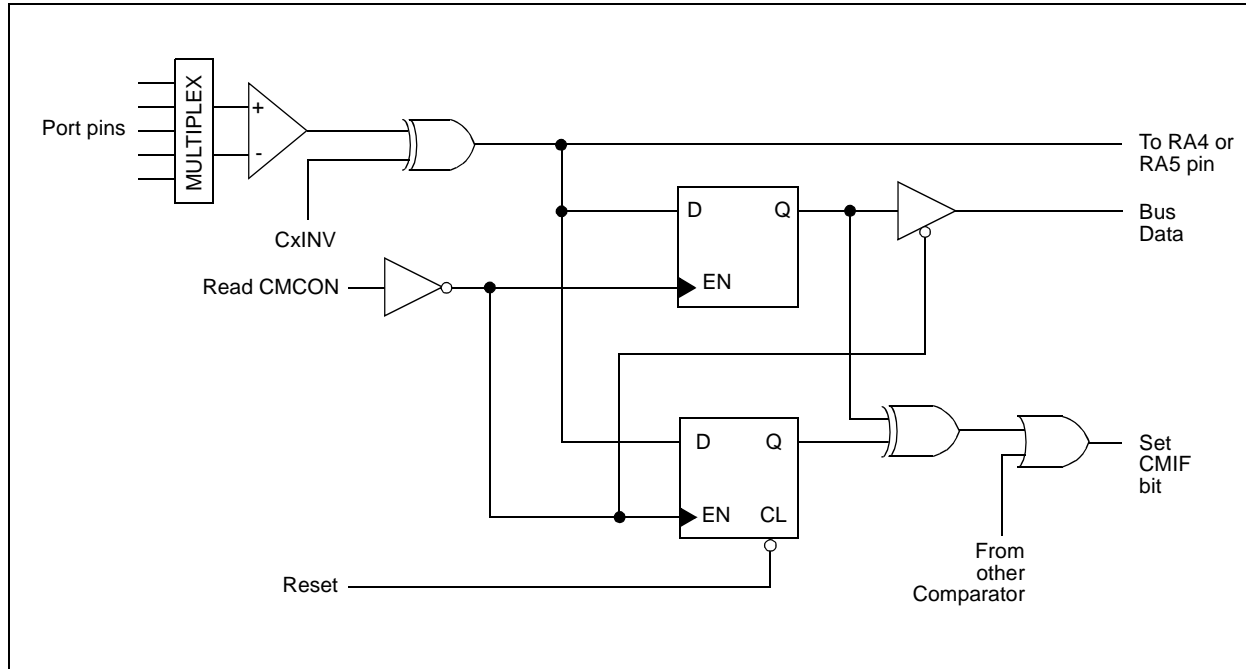 MULTIPLEX
Port pins
+
-
CxINV
To RA4 or
RA5 pin
D
Q
EN
Bus
Data
Read CMCON
D
Q
EN
CL
Set
CMIF
bit
From
other
Comparator
Reset